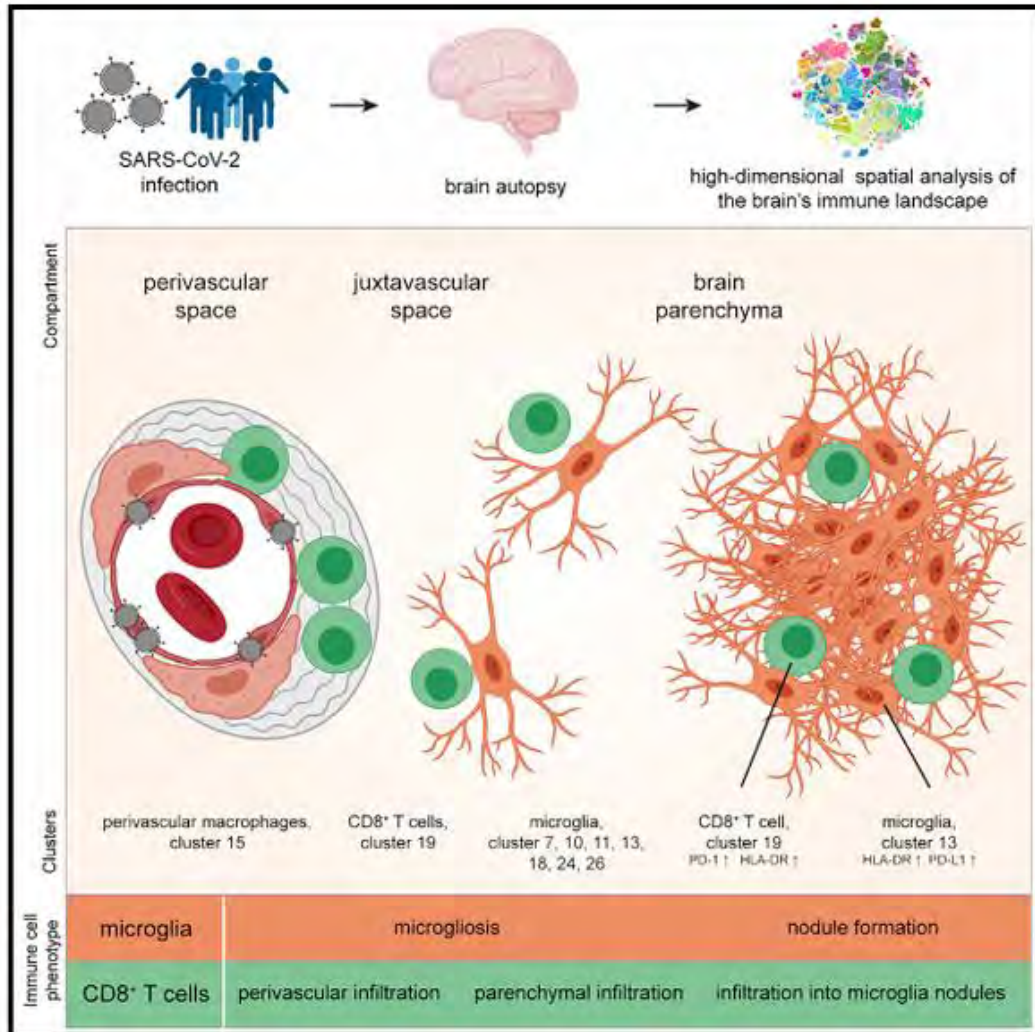 SARS-CoV-2
infection
brain autopsy
high-dimensional spatial analysis of
the brain's immune landscape
Compartment
perivascular
space
juxtavascular
space
brain
parenchyma
Clusters
perivascular macrophages,
cluster 15
CD8⁺ T cells,
cluster 19
microglia,
cluster 7, 10, 11, 13,
18, 24, 26
CD8⁺ T cell,
cluster 19
PD-1 ↑ HLA-DR ↑
microglia,
cluster 13
HLA-DR ↑ PD-L1 ↑
Immune cell
phenotype
microglia
microgliosis
nodule formation
CD8⁺ T cells
perivascular infiltration
parenchymal infiltration
infiltration into microglia nodules